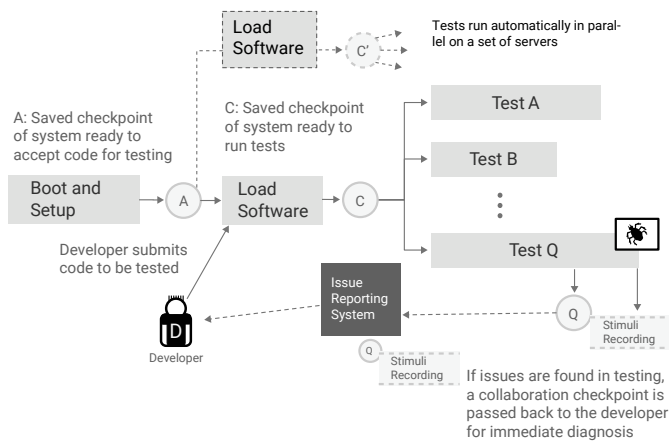 Load
Software
C'
Tests run automatically in paral-
lel on a set of servers
A: Saved checkpoint
of system ready to
accept code for testing
C: Saved checkpoint
of system ready to
run tests
Test A
Test B
Boot and
Setup
A
Load
Software
C
Test Q
Developer submits
code to be tested
D
Developer
Issue
Reporting
System
Q
Stimuli
Recording
Q
Stimuli
Recording
If issues are found in testing,
a collaboration checkpoint is
passed back to the developer
for immediate diagnosis